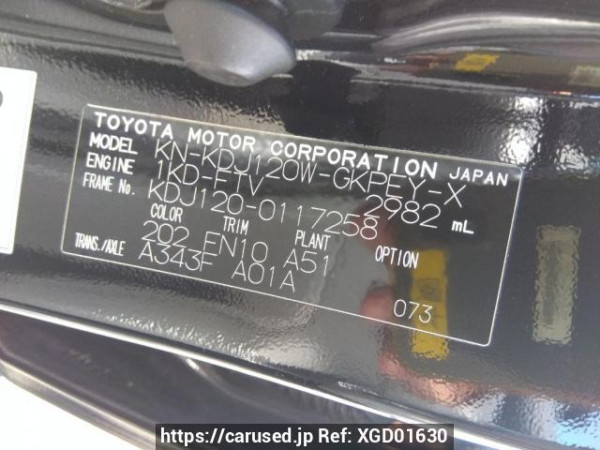 TOYOTA MOTOR CORPORATION JAPAN
MODEL KN-KDJ120W-GKPEY-X
ENGINE 1KD-FTV 2982 mL
FRAME No. KDJ120-0117258
COLOR TRIM PLANT OPTION
202 FN10 A51
TRANS./AXLE A343F A01A
073
https://carused.jp Ref: XGD01630